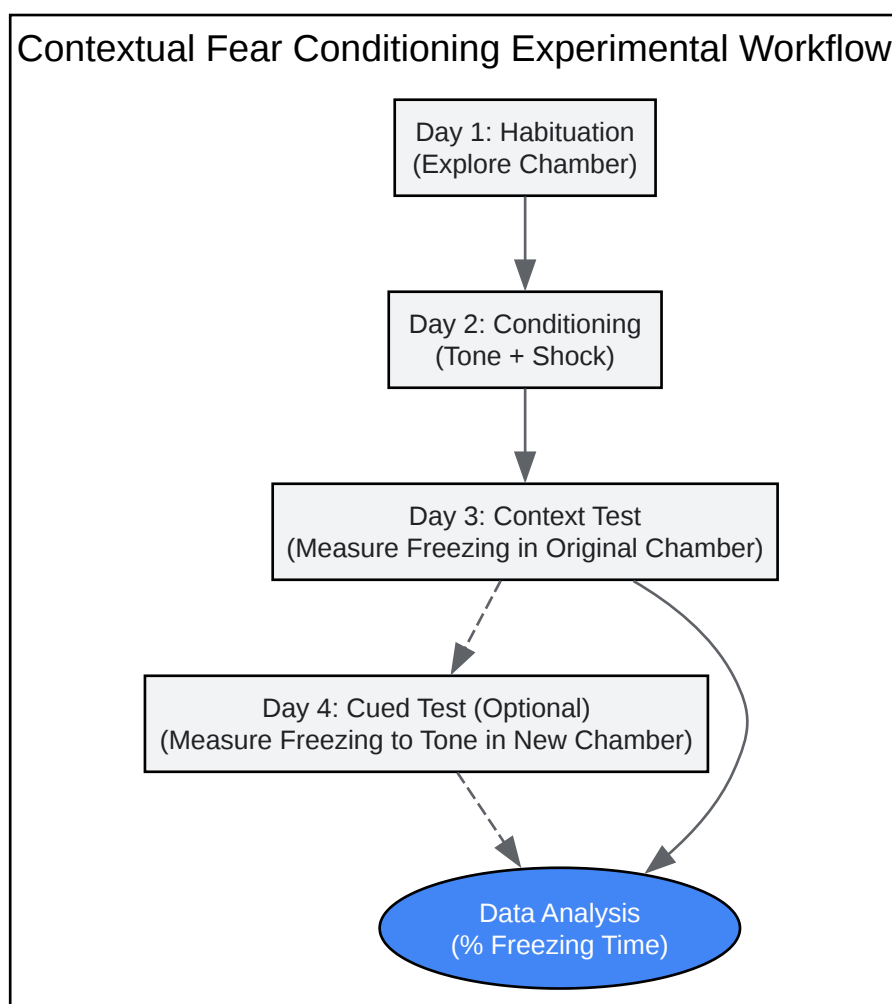 Contextual Fear Conditioning Experimental Workflow
Day 1: Habituation
(Explore Chamber)
Day 2: Conditioning
(Tone + Shock)
Day 3: Context Test
(Measure Freezing in Original Chamber)
Day 4: Cued Test (Optional)
(Measure Freezing to Tone in New Chamber)
Data Analysis
(% Freezing Time)